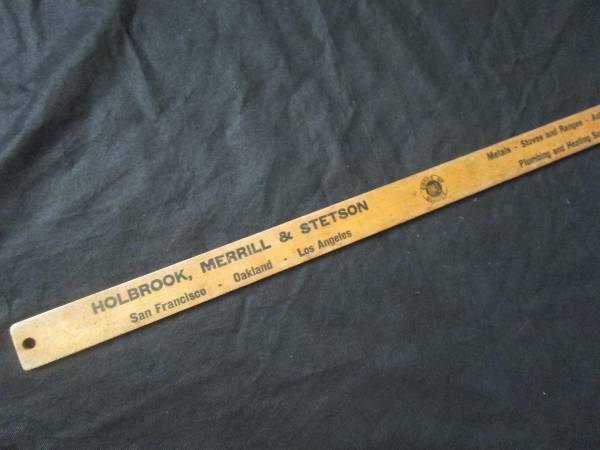 HOLBROOK, MERRILL & STETSON
San Francisco - Oakland - Los Angeles
Metals - Stoves and Ranges -
Plumbing and Heating